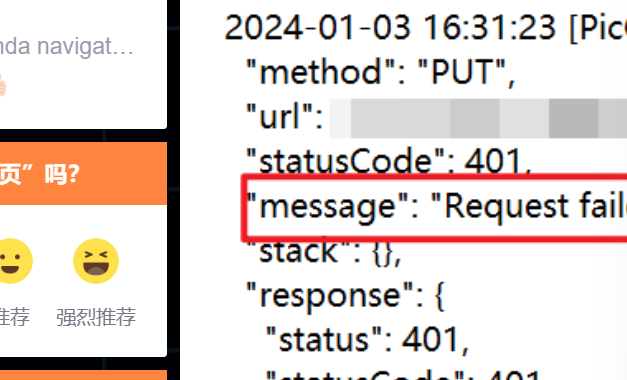 nda navigat…
页”吗?
推荐
强烈推荐
2024-01-03 16:31:23 [Pic
"method": "PUT",
"url":
"statusCode": 401,
"message": "Request fail
"stack": {},
"response": {
"status": 401,
"statusCode": 401